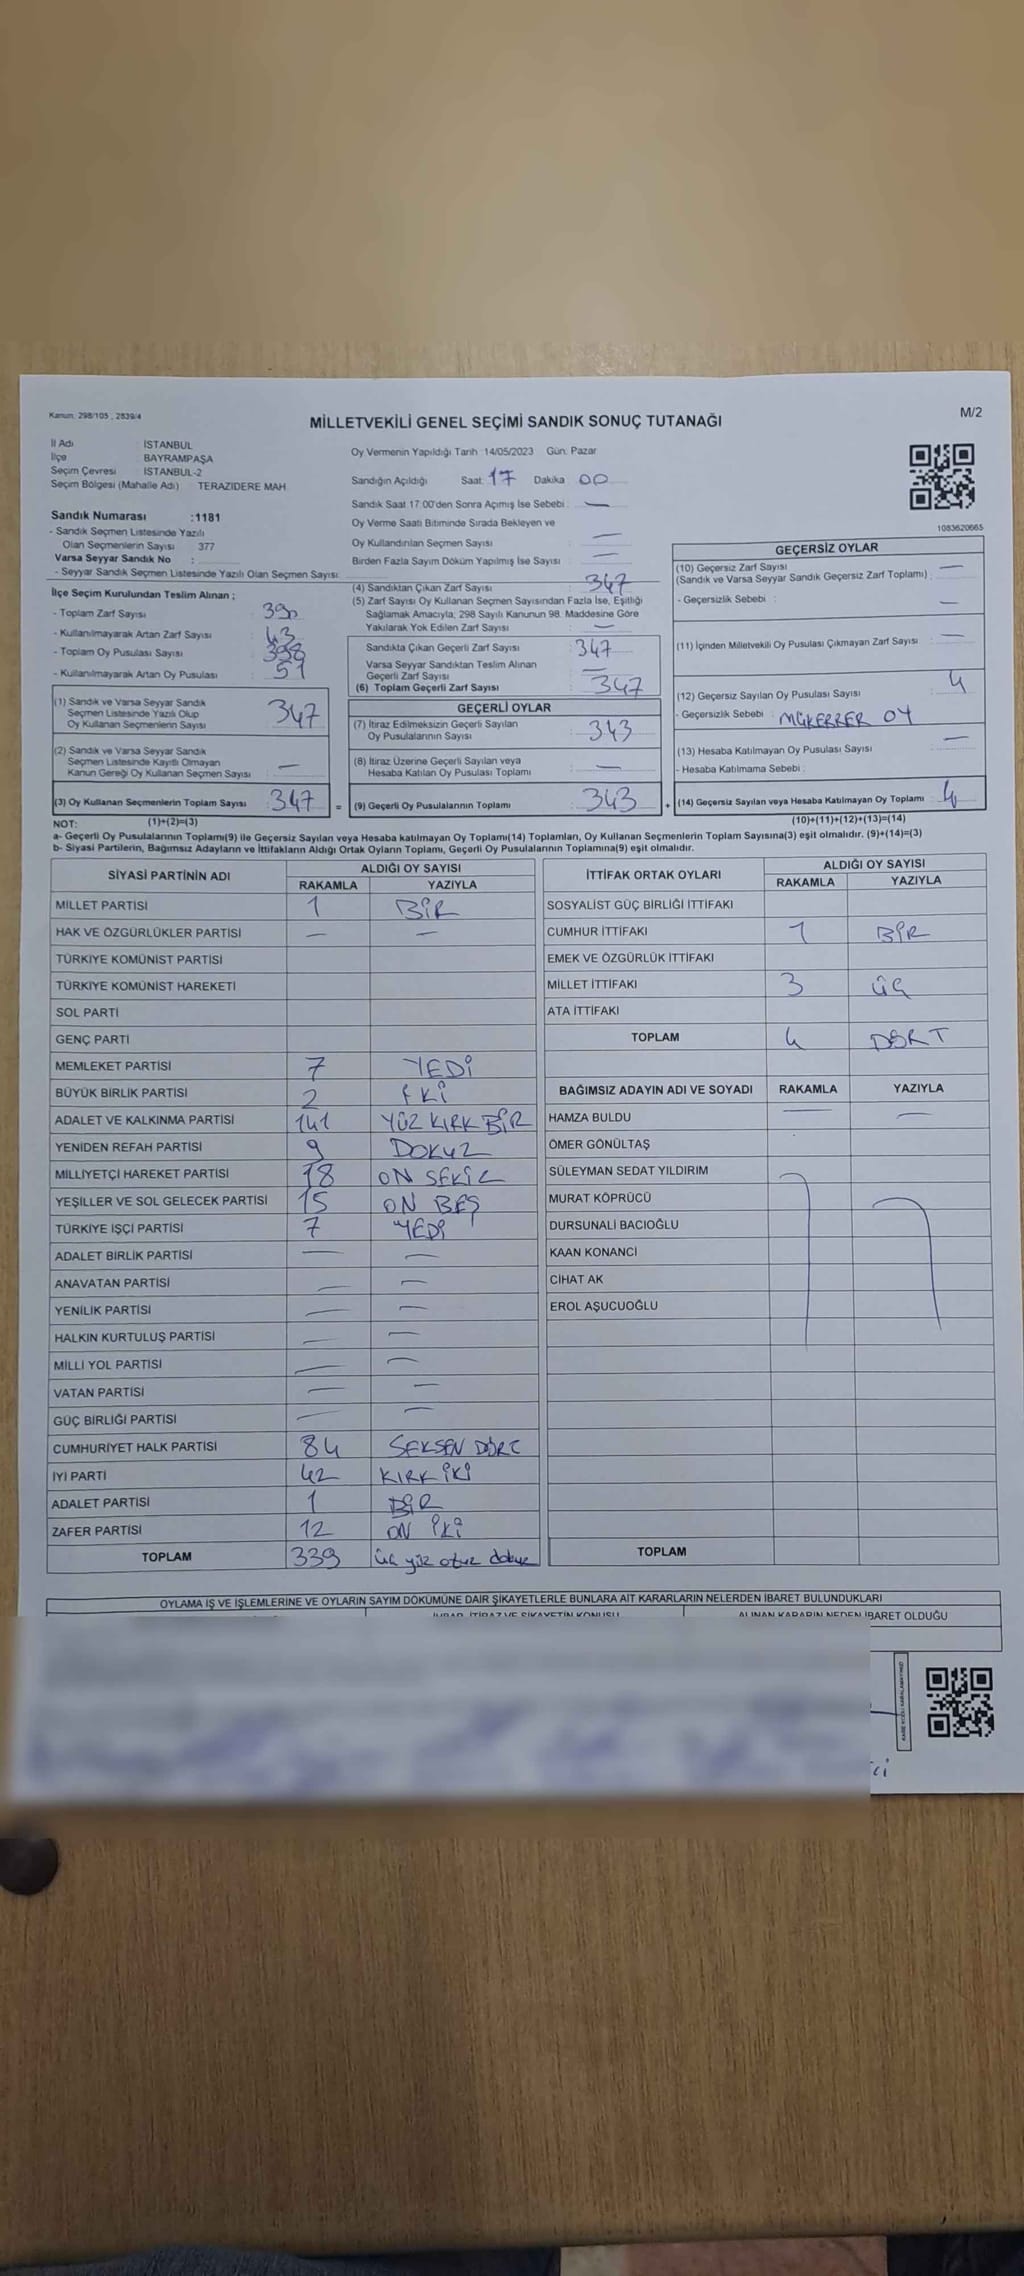 Kanun: 298/105 , 2839/4
MİLLETVEKİLİ GENEL SEÇİMİ SANDIK SONUÇ TUTANAĞI
M/2
İl Adı : İSTANBUL
İlçe : BAYRAMPAŞA
Seçim Çevresi : İSTANBUL-2
Seçim Bölgesi (Mahalle Adı) : TERAZİDERE MAH.
Sandık Numarası :1181
- Sandık Seçmen Listesinde Yazılı
Olan Seçmenlerin Sayısı : 377
Varsa Seyyar Sandık No :
- Seyyar Sandık Seçmen Listesinde Yazılı Olan Seçmen Sayısı:
İlçe Seçim Kurulundan Teslim Alınan ;
- Toplam Zarf Sayısı : 390
- Kullanılmayarak Artan Zarf Sayısı : 43
- Toplam Oy Pusulası Sayısı : 398
- Kullanılmayarak Artan Oy Pusulası : 51
(1) Sandık ve Varsa Seyyar Sandık
Seçmen Listesinde Yazılı Olup
Oy Kullanan Seçmenlerin Sayısı : 347
(2) Sandık ve Varsa Seyyar Sandık
Seçmen Listesinde Kayıtlı Olmayan
Kanun Gereği Oy Kullanan Seçmen Sayısı : —
(3) Oy Kullanan Seçmenlerin Toplam Sayısı : 347 =
Oy Vermenin Yapıldığı Tarih: 14/05/2023 Gün: Pazar
Sandığın Açıldığı Saat: 17 Dakika: 00
Sandık Saat 17:00'den Sonra Açılmış İse Sebebi : —
Oy Verme Saati Bitiminde Sırada Bekleyen ve
Oy Kullandırılan Seçmen Sayısı : —
Birden Fazla Sayım Döküm Yapılmış İse Sayısı : —
(4) Sandıktan Çıkan Zarf Sayısı : 347
(5) Zarf Sayısı Oy Kullanan Seçmen Sayısından Fazla İse, Eşitliği
Sağlamak Amacıyla, 298 Sayılı Kanunun 98. Maddesine Göre
Yakılarak Yok Edilen Zarf Sayısı : —
Sandıkta Çıkan Geçerli Zarf Sayısı : 347
Varsa Seyyar Sandıktan Teslim Alınan
Geçerli Zarf Sayısı : —
(6) Toplam Geçerli Zarf Sayısı : 347
GEÇERLİ OYLAR
(7) İtiraz Edilmeksizin Geçerli Sayılan
Oy Pusulalarının Sayısı : 343
(8) İtiraz Üzerine Geçerli Sayılan veya
Hesaba Katılan Oy Pusulası Toplamı : —
(9) Geçerli Oy Pusulalarının Toplamı : 343 +
1083620665
GEÇERSİZ OYLAR
(10) Geçersiz Zarf Sayısı
(Sandık ve Varsa Seyyar Sandık Geçersiz Zarf Toplamı) : —
- Geçersizlik Sebebi : —
(11) İçinden Milletvekili Oy Pusulası Çıkmayan Zarf Sayısı : —
(12) Geçersiz Sayılan Oy Pusulası Sayısı : 4
- Geçersizlik Sebebi : MÜKERRER OY
(13) Hesaba Katılmayan Oy Pusulası Sayısı : —
- Hesaba Katılmama Sebebi :
(14) Geçersiz Sayılan veya Hesaba Katılmayan Oy Toplamı : 4
NOT: (1)+(2)=(3) (10)+(11)+(12)+(13)=(14)
a- Geçerli Oy Pusulalarının Toplamı(9) ile Geçersiz Sayılan veya Hesaba katılmayan Oy Toplamı(14) Toplamları, Oy Kullanan Seçmenlerin Toplam Sayısına(3) eşit olmalıdır. (9)+(14)=(3)
b- Siyasi Partilerin, Bağımsız Adayların ve İttifakların Aldığı Ortak Oyların Toplamı, Geçerli Oy Pusulalarının Toplamına(9) eşit olmalıdır.
SİYASİ PARTİNİN ADI ALDIĞI OY SAYISI
RAKAMLA YAZIYLA
MİLLET PARTİSİ 1 BİR
HAK VE ÖZGÜRLÜKLER PARTİSİ — —
TÜRKİYE KOMÜNİST PARTİSİ
TÜRKİYE KOMÜNİST HAREKETİ
SOL PARTİ
GENÇ PARTİ
MEMLEKET PARTİSİ 7 YEDİ
BÜYÜK BİRLİK PARTİSİ 2 İKİ
ADALET VE KALKINMA PARTİSİ 141 YÜZ KIRK BİR
YENİDEN REFAH PARTİSİ 9 DOKUZ
MİLLİYETÇİ HAREKET PARTİSİ 18 ON SEKİZ
YEŞİLLER VE SOL GELECEK PARTİSİ 15 ON BEŞ
TÜRKİYE İŞÇİ PARTİSİ 7 YEDİ
ADALET BİRLİK PARTİSİ — —
ANAVATAN PARTİSİ — —
YENİLİK PARTİSİ — —
HALKIN KURTULUŞ PARTİSİ — —
MİLLİ YOL PARTİSİ — —
VATAN PARTİSİ — —
GÜÇ BİRLİĞİ PARTİSİ — —
CUMHURİYET HALK PARTİSİ 84 SEKSEN DÖRT
İYİ PARTİ 42 KIRK İKİ
ADALET PARTİSİ 1 BİR
ZAFER PARTİSİ 12 ON İKİ
TOPLAM 339 üç yüz otuz dokuz
İTTİFAK ORTAK OYLARI ALDIĞI OY SAYISI
RAKAMLA YAZIYLA
SOSYALİST GÜÇ BİRLİĞİ İTTİFAKI
CUMHUR İTTİFAKI 1 BİR
EMEK VE ÖZGÜRLÜK İTTİFAKI
MİLLET İTTİFAKI 3 ÜÇ
ATA İTTİFAKI
TOPLAM 4 DÖRT
BAĞIMSIZ ADAYIN ADI VE SOYADI RAKAMLA YAZIYLA
HAMZA BULDU — —
ÖMER GÖNÜLTAŞ
SÜLEYMAN SEDAT YILDIRIM
MURAT KÖPRÜCÜ
DURSUNALİ BACIOĞLU
KAAN KONANCİ
CİHAT AK
EROL AŞUCUOĞLU
TOPLAM
OYLAMA İŞ VE İŞLEMLERİNE VE OYLARIN SAYIM DÖKÜMÜNE DAİR ŞİKAYETLERLE BUNLARA AİT KARARLARIN NELERDEN İBARET BULUNDUKLARI
İHBAR, İTİRAZ VE ŞİKAYETİN KONUSU ALINAN KARARIN NEDEN İBARET OLDUĞU